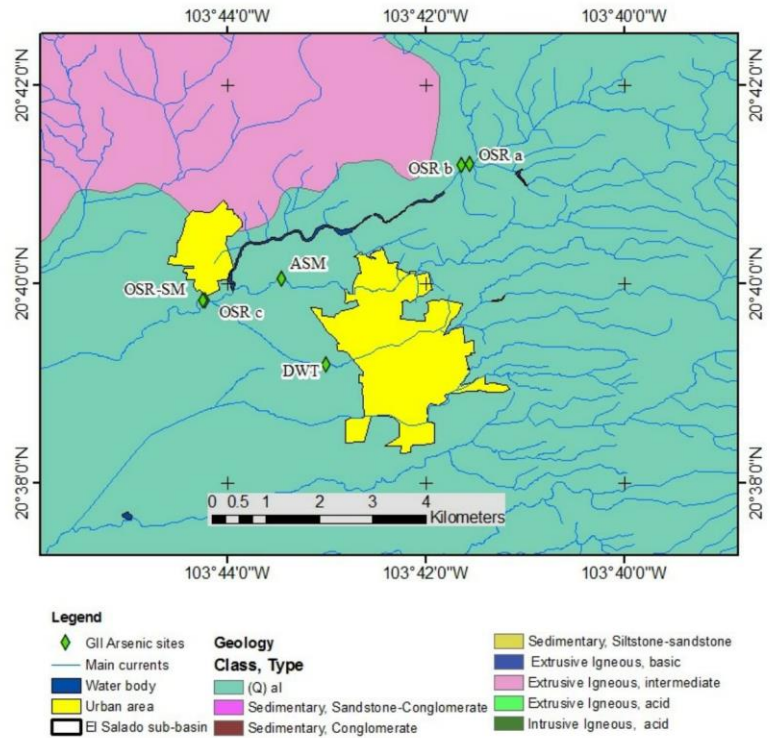 103°44'0"W 103°42'0"W 103°40'0"W
20°42'0"N 20°42'0"N
OSR b OSR a
ASM
20°40'0"N 20°40'0"N
OSR-SM
OSR c
DWT
20°38'0"N 20°38'0"N
0 0.5 1 2 3 4
Kilometers
103°44'0"W 103°42'0"W 103°40'0"W
Legend
GII Arsenic sites
Main currents
Water body
Urban area
El Salado sub-basin
Geology
Class, Type
(Q) al
Sedimentary, Sandstone-Conglomerate
Sedimentary, Conglomerate
Sedimentary, Siltstone-sandstone
Extrusive Igneous, basic
Extrusive Igneous, intermediate
Extrusive Igneous, acid
Intrusive Igneous, acid